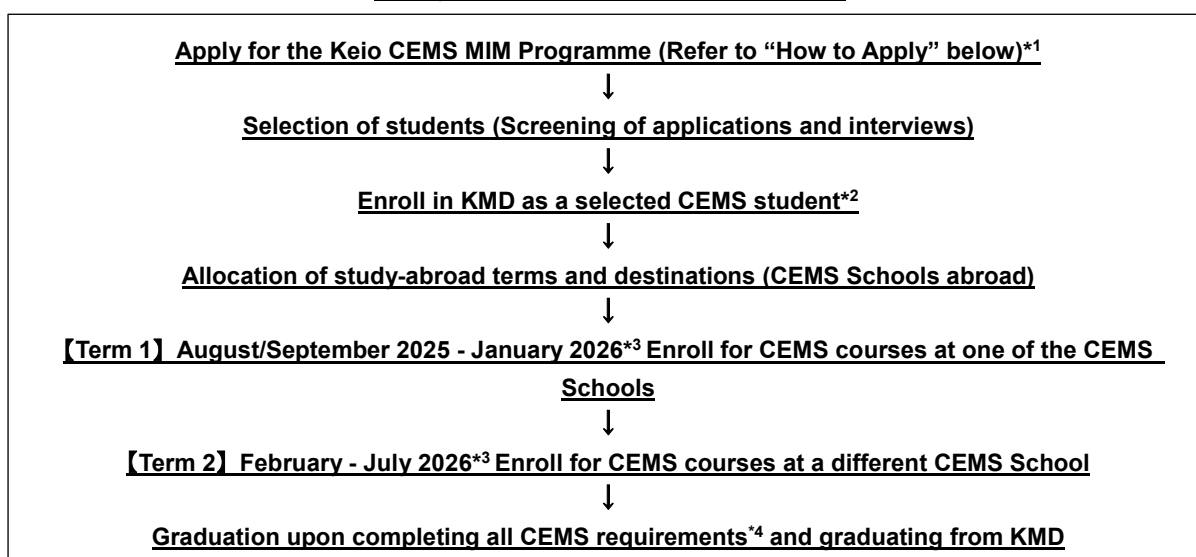 Apply for the Keio CEMS MIM Programme (Refer to “How to Apply” below)*1
↓
Selection of students (Screening of applications and interviews)
↓
Enroll in KMD as a selected CEMS student*2
↓
Allocation of study-abroad terms and destinations (CEMS Schools abroad)
↓
【Term 1】August/September 2025 - January 2026*3 Enroll for CEMS courses at one of the CEMS
Schools
↓
【Term 2】February - July 2026*3 Enroll for CEMS courses at a different CEMS School
↓
Graduation upon completing all CEMS requirements*4 and graduating from KMD